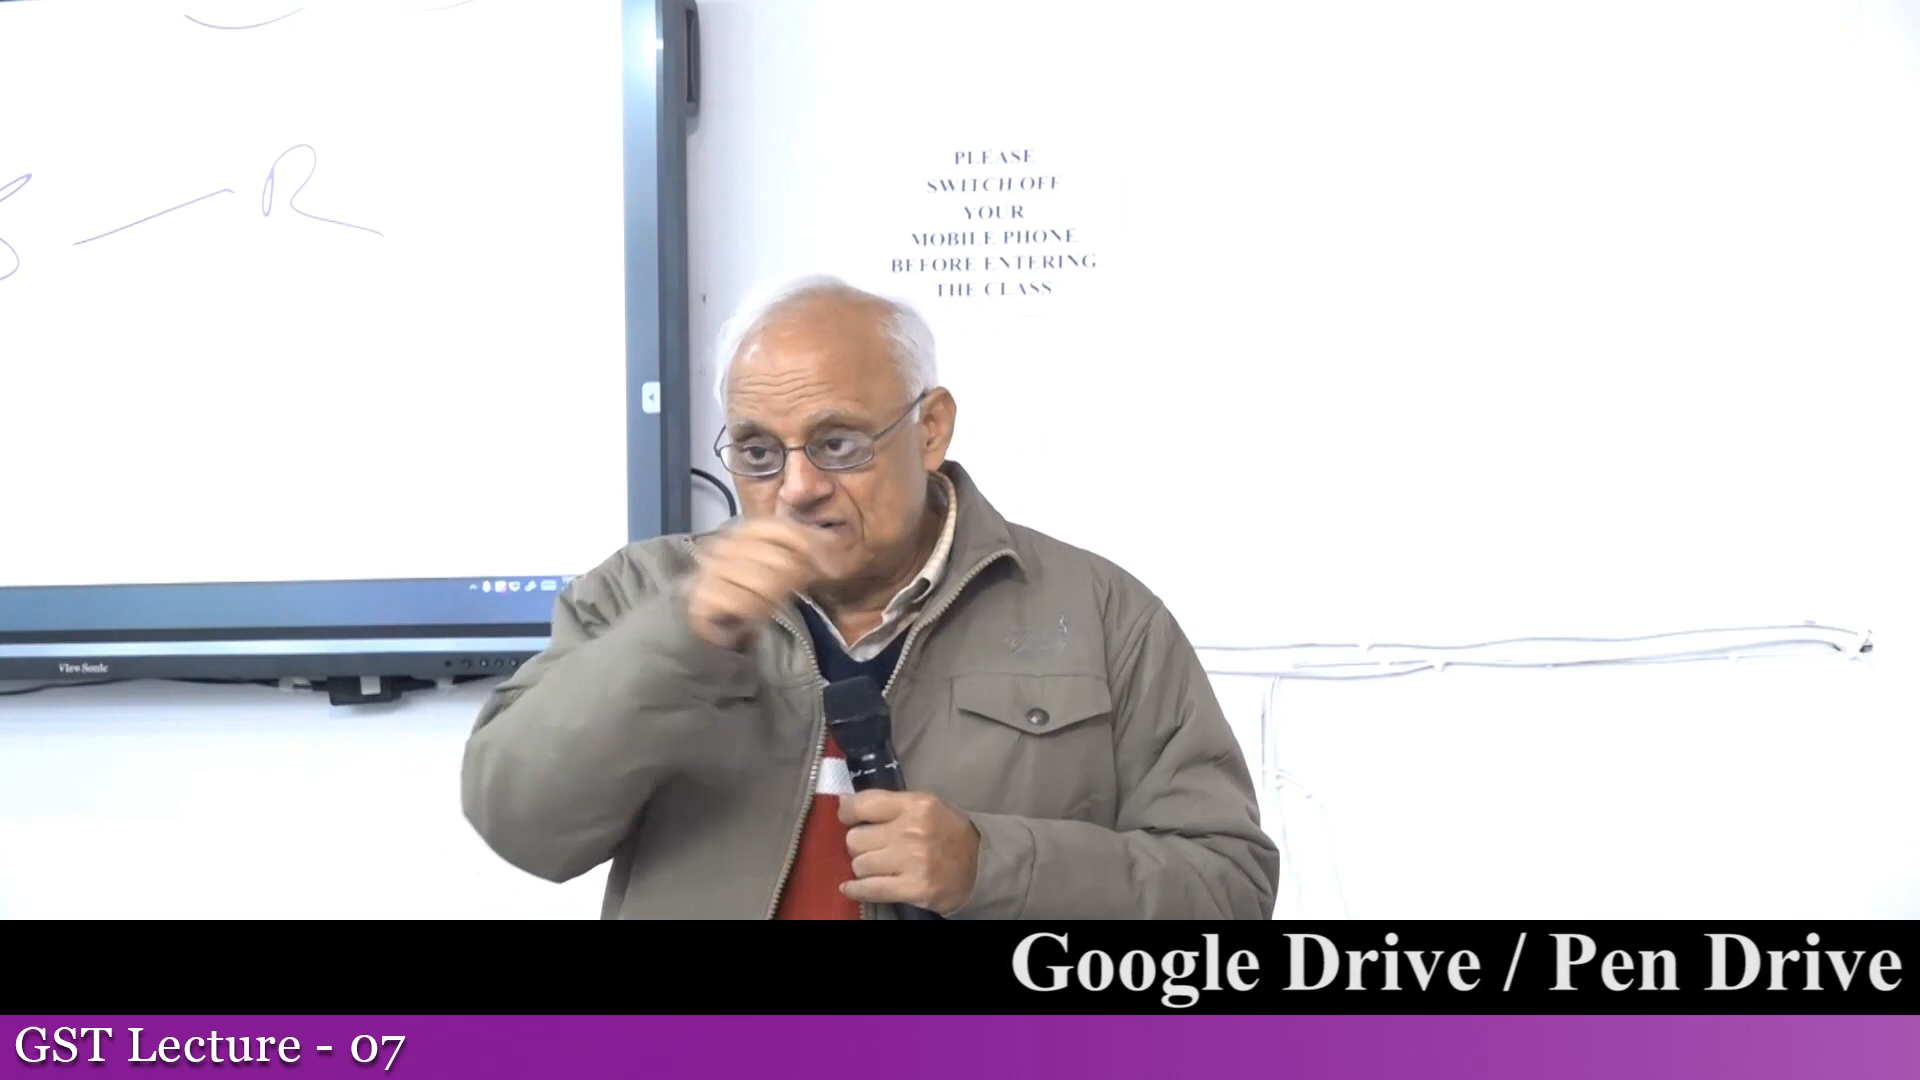 S — R
PLEASE
SWITCH OFF
YOUR
MOBILE PHONE
BEFORE ENTERING
THE CLASS
ViewSonic
Google Drive / Pen Drive
GST Lecture - 07